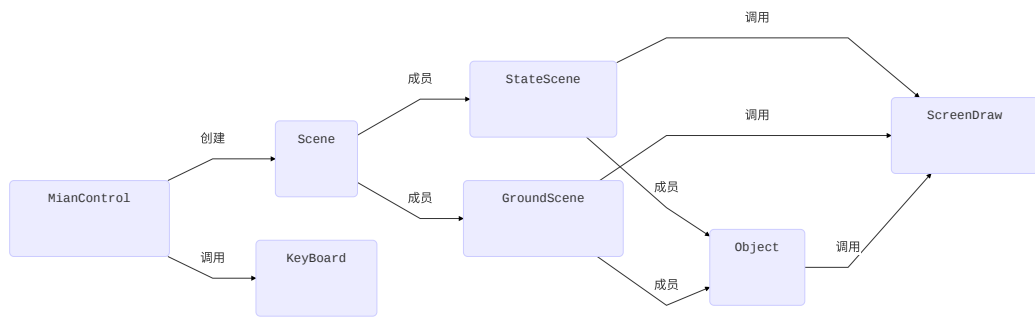 调用
StateScene
成员
ScreenDraw
调用
创建
Scene
成员
MianControl
成员
GroundScene
调用
KeyBoard
Object
调用
成员